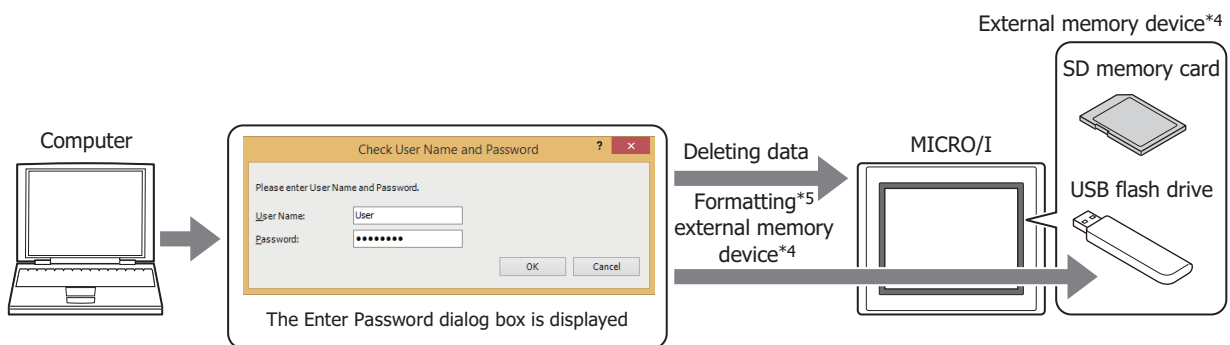 External memory device*4
SD memory card
Computer
Check User Name and Password
?
×
Please enter User Name and Password.
User Name:
User
Password:
••••••••
OK
Cancel
The Enter Password dialog box is displayed
Deleting data
Formatting*5
external memory
device*4
MICRO/I
USB flash drive